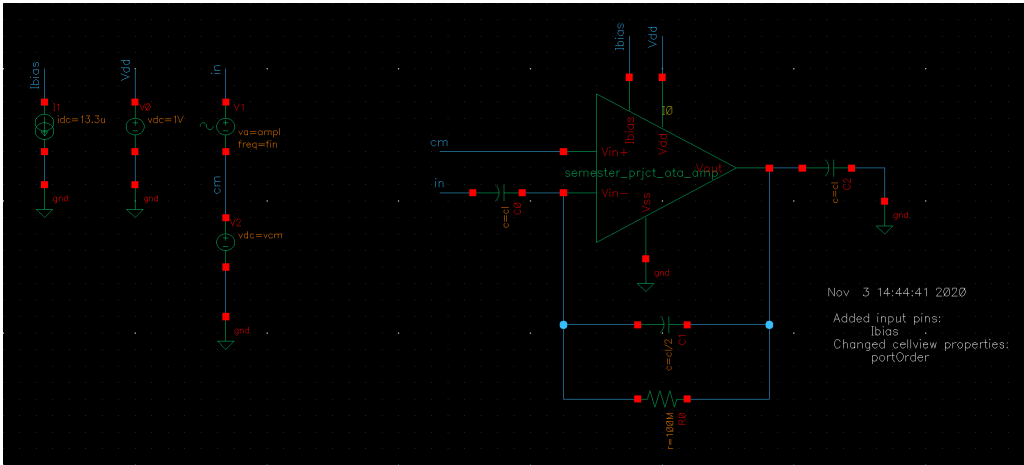 Ibias
I1
idc=13.3u
gnd
Vdd
V0
vdc=1V
gnd
in
V1
va=ampl
freq=fin
cm
V2
vdc=vcm
gnd
cm
in
c=cl
C0
Ibias
Vdd
I0
Ibias
Vdd
Vin+
semester_prjct_ota_amp
Vout
Vin-
Vss
gnd
c=cl
C2
gnd
c=cl/2
C1
r=100M
R0
Nov 3 14:44:41 2020
Added input pins:
Ibias
Changed cellview properties:
portOrder